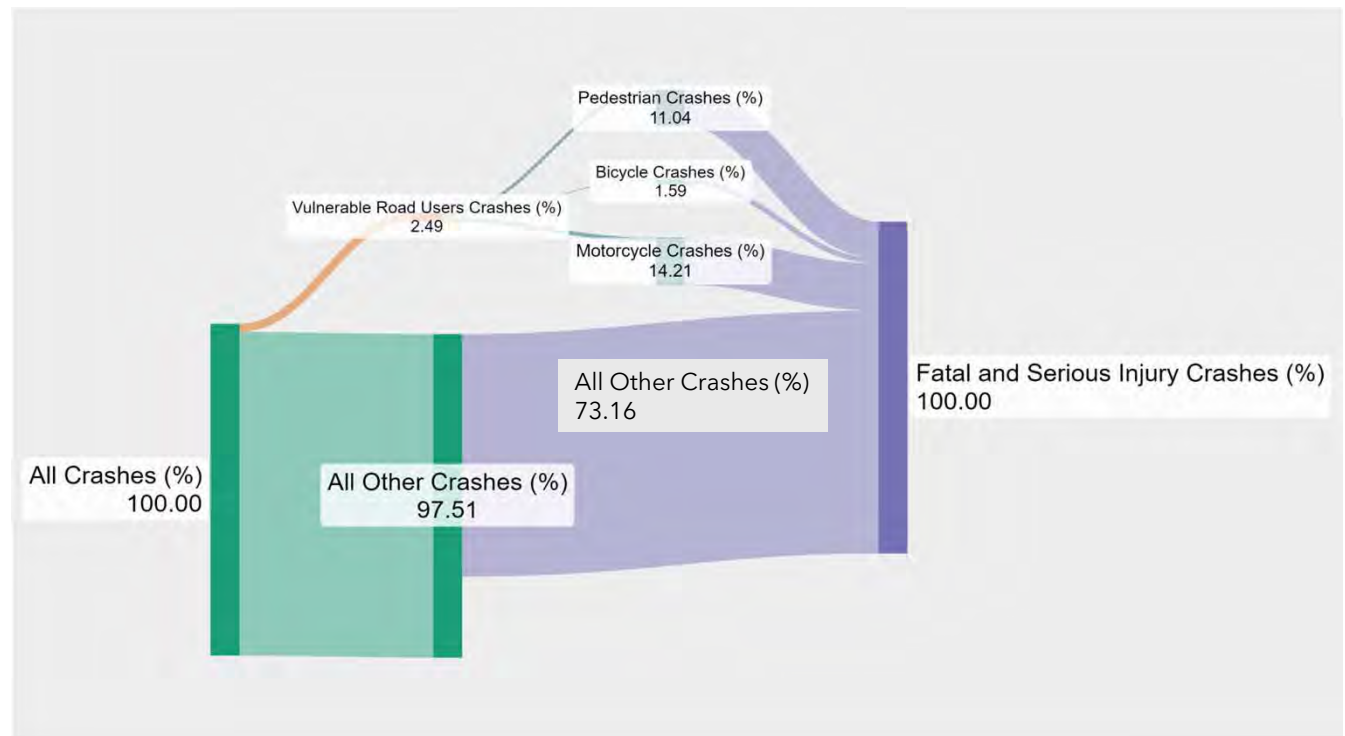 Pedestrian Crashes (%)
11.04
Bicycle Crashes (%)
1.59
Vulnerable Road Users Crashes (%)
2.49
Motorcycle Crashes (%)
14.21
All Other Crashes (%)
73.16
Fatal and Serious Injury Crashes (%)
100.00
All Crashes (%)
100.00
All Other Crashes (%)
97.51